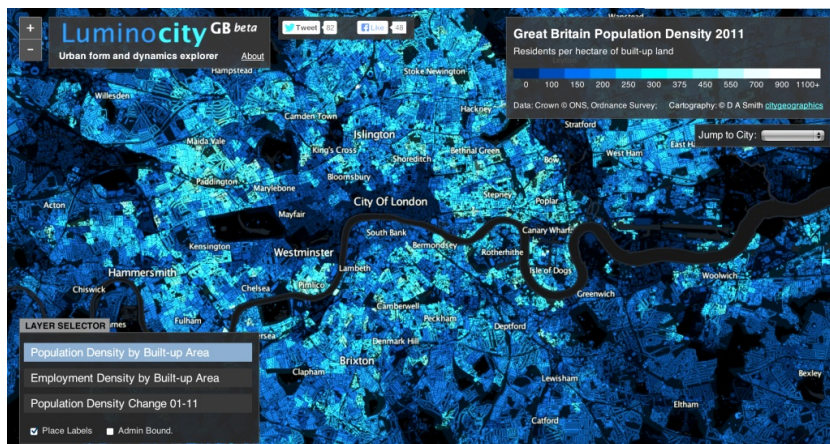 +
-
Luminocity GB beta
Urban form and dynamics explorer About
Tweet 82
Like 48
Great Britain Population Density 2011
Residents per hectare of built-up land
0 100 150 200 250 300 375 450 550 700 900 1100+
Data: Crown © ONS, Ordnance Survey; Cartography: © D A Smith citygeographics
Jump to City:
Wanstead
Hampstead
Stoke Newington
Willesden
Hackney
Camden Town
Stratford
Islington
Maida Vale
King's Cross
Bethnal Green
West Ham
East Ha
Shoreditch
Bow
Bloomsbury
Paddington
Marylebone
Stepney
Poplar
Acton
City Of London
Mayfair
South Bank
Canary Wharf
Kensington
Westminster
Bermondsey
Rotherhithe
Hammersmith
Lambeth
Isle of Dogs
Woolwich
Chiswick
Chelsea
Pimlico
Greenwich
Camberwell
Fulham
Peckham
Deptford
rnes
ersea
Denmark Hill
Brixton
Clapham
Lewisham
Bexley
Eltham
Catford
LAYER SELECTOR
Population Density by Built-up Area
Employment Density by Built-up Area
Population Density Change 01-11
Place Labels Admin Bound.